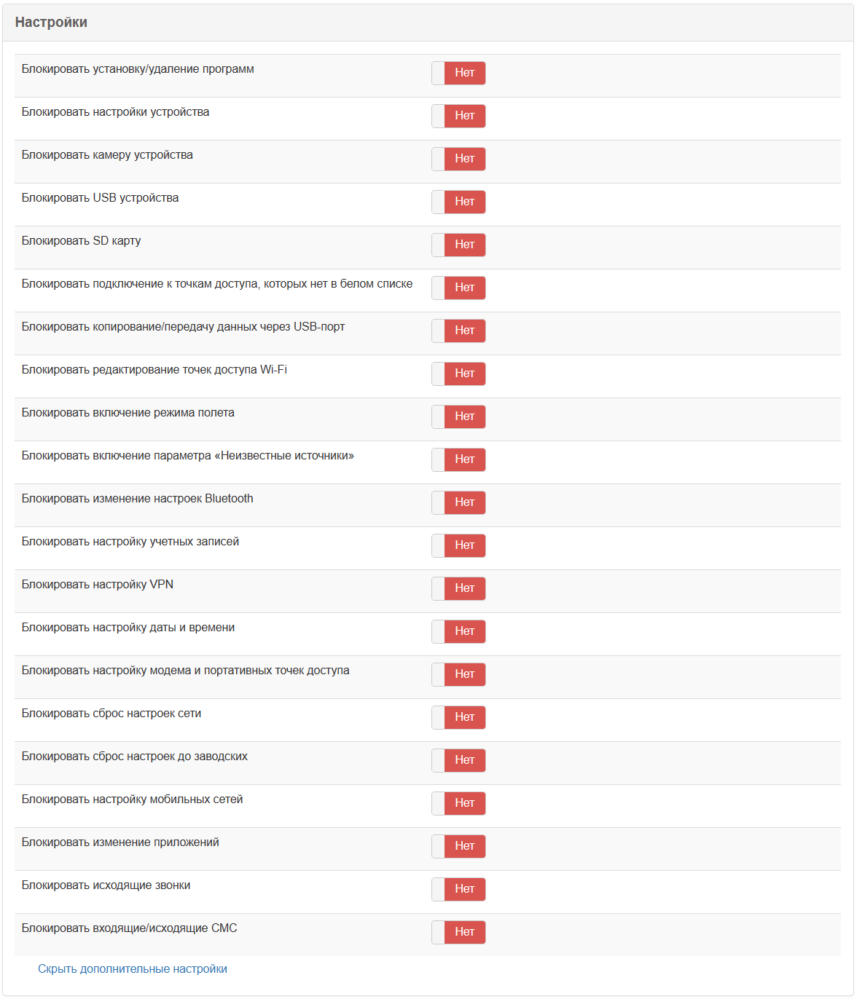 Настройки
Блокировать установку/удаление программ Нет
Блокировать настройки устройства Нет
Блокировать камеру устройства Нет
Блокировать USB устройства Нет
Блокировать SD карту Нет
Блокировать подключение к точкам доступа, которых нет в белом списке Нет
Блокировать копирование/передачу данных через USB-порт Нет
Блокировать редактирование точек доступа Wi-Fi Нет
Блокировать включение режима полета Нет
Блокировать включение параметра «Неизвестные источники» Нет
Блокировать изменение настроек Bluetooth Нет
Блокировать настройку учетных записей Нет
Блокировать настройку VPN Нет
Блокировать настройку даты и времени Нет
Блокировать настройку модема и портативных точек доступа Нет
Блокировать сброс настроек сети Нет
Блокировать сброс настроек до заводских Нет
Блокировать настройку мобильных сетей Нет
Блокировать изменение приложений Нет
Блокировать исходящие звонки Нет
Блокировать входящие/исходящие СМС Нет
Скрыть дополнительные настройки